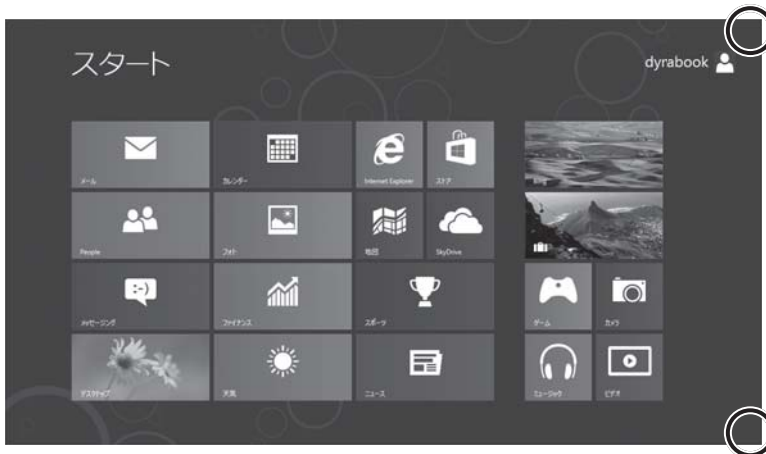 スタート
dyrabook
メール
カレンダー
Internet Explorer
ストア
Bing
People
フォト
地図
SkyDrive
メッセージング
ファイナンス
スポーツ
ゲーム
カメラ
デスクトップ
天気
ニュース
ミュージック
ビデオ